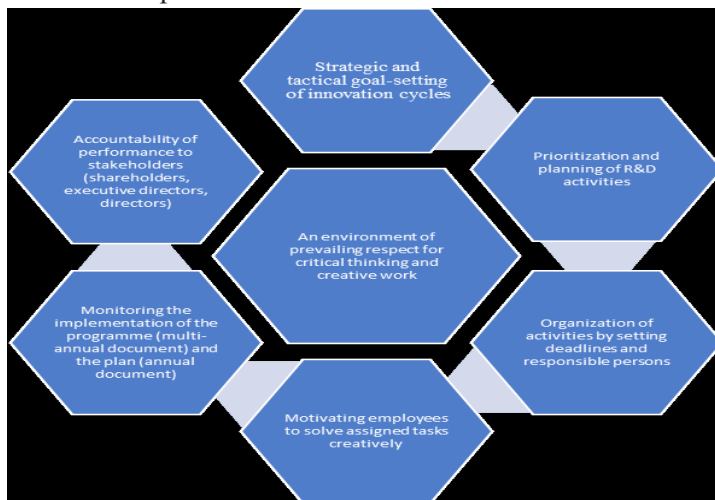 Strategic and
tactical goal-setting
of innovation cycles
Prioritization and
planning of R&D
activities
Organization of
activities by setting
deadlines and
responsible persons
Motivating employees
to solve assigned tasks
creatively
Monitoring the
implementation of the
programme (multi-
annual document) and
the plan (annual
document)
Accountability of
performance to
stakeholders
(shareholders,
executive directors,
directors)
An environment of
prevailing respect for
critical thinking and
creative work